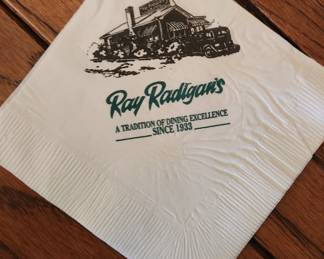 Ray Radigan's
A TRADITION OF DINING EXCELLENCE
SINCE 1933